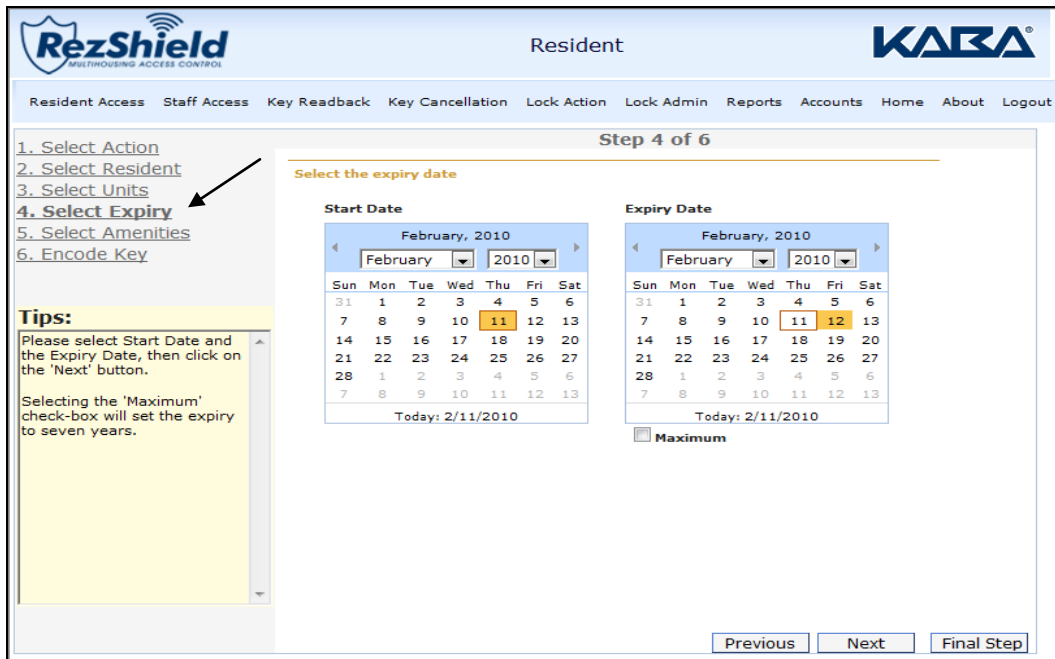 RezShield
MULTIHOUSING ACCESS CONTROL
Resident
KABA®
Resident Access Staff Access Key Readback Key Cancellation Lock Action Lock Admin Reports Accounts Home About Logout
Step 4 of 6
1. Select Action
2. Select Resident
3. Select Units
4. Select Expiry
5. Select Amenities
6. Encode Key
Tips:
Please select Start Date and
the Expiry Date, then click on
the 'Next' button.
Selecting the 'Maximum'
check-box will set the expiry
to seven years.
Select the expiry date
Start Date
February, 2010
February 2010
Sun Mon Tue Wed Thu Fri Sat
31 1 2 3 4 5 6
7 8 9 10 11 12 13
14 15 16 17 18 19 20
21 22 23 24 25 26 27
28 1 2 3 4 5 6
7 8 9 10 11 12 13
Today: 2/11/2010
Expiry Date
February, 2010
February 2010
Sun Mon Tue Wed Thu Fri Sat
31 1 2 3 4 5 6
7 8 9 10 11 12 13
14 15 16 17 18 19 20
21 22 23 24 25 26 27
28 1 2 3 4 5 6
7 8 9 10 11 12 13
Today: 2/11/2010
Maximum
Previous Next Final Step